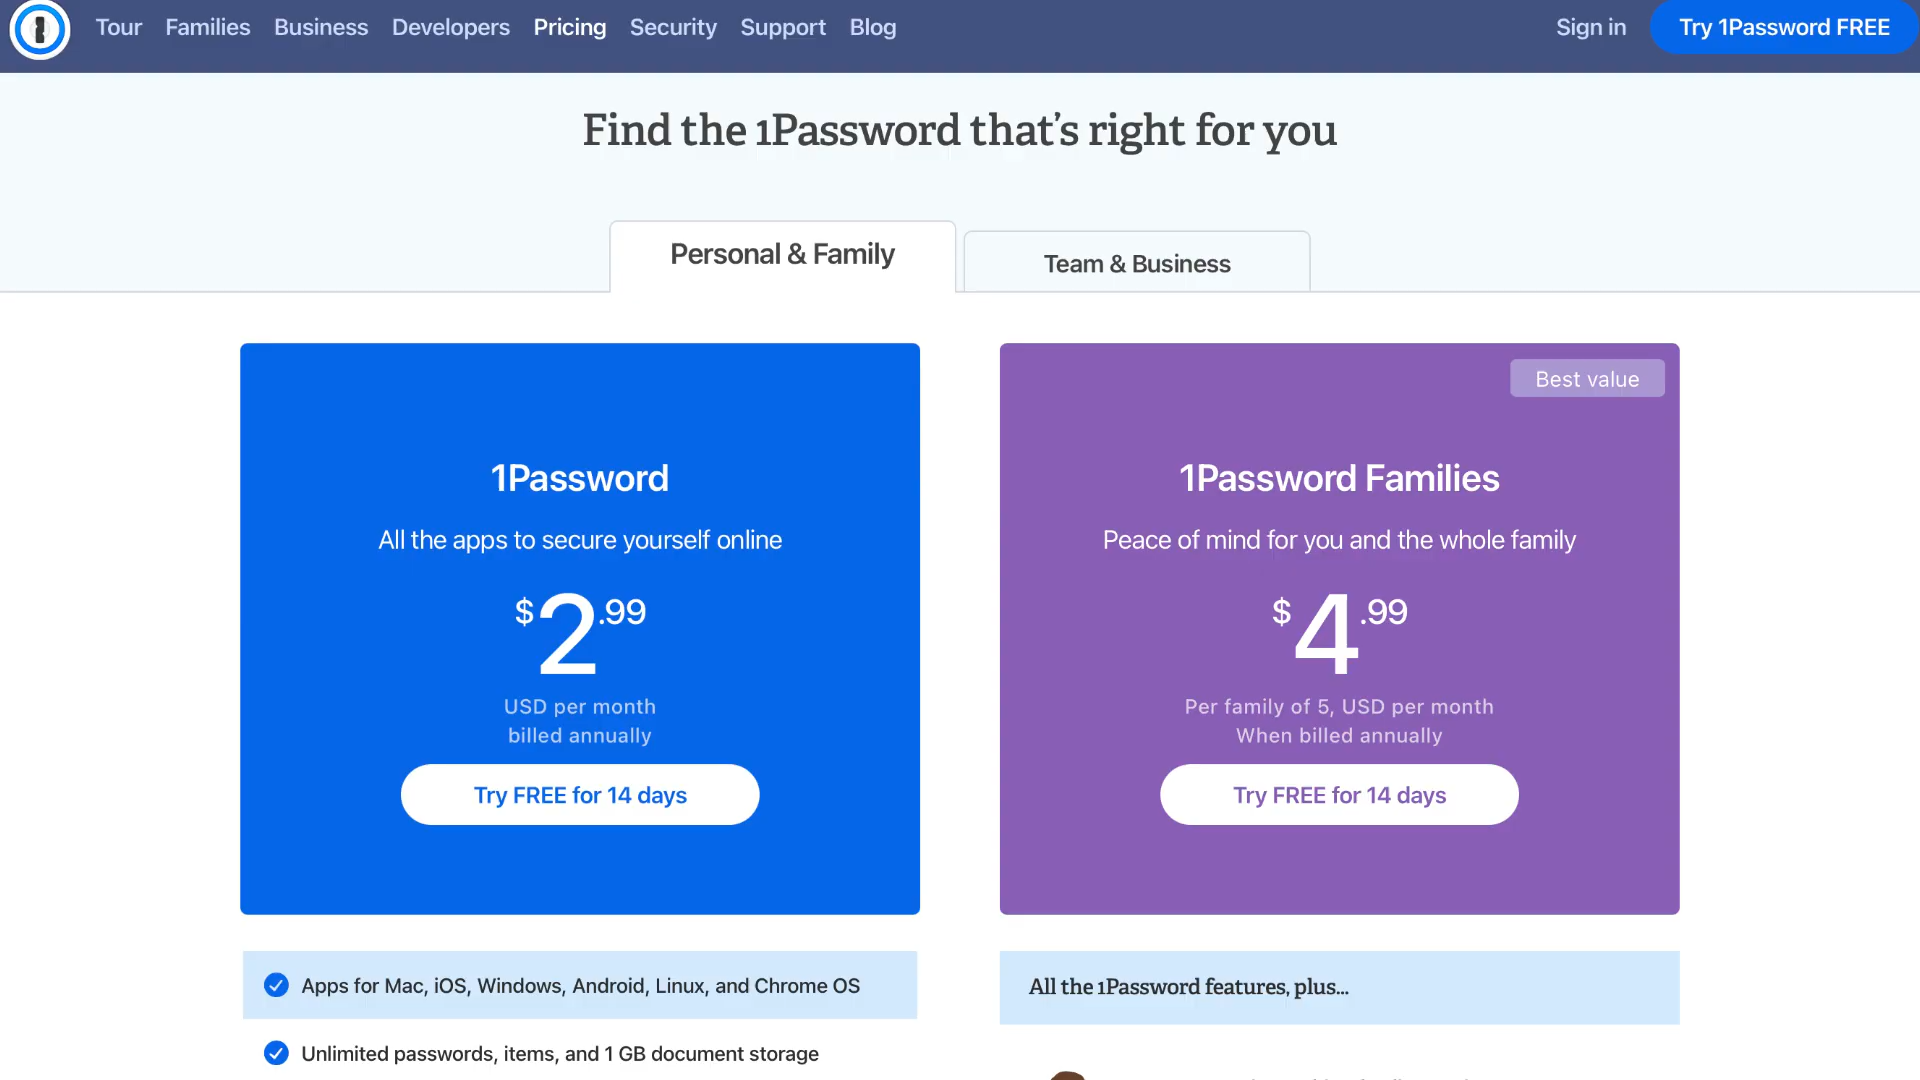 Tour Families Business Developers Pricing Security Support Blog Sign in Try 1Password FREE
Find the 1Password that’s right for you
Personal & Family
Team & Business
Best value
1Password
All the apps to secure yourself online
$2.99
USD per month
billed annually
Try FREE for 14 days
1Password Families
Peace of mind for you and the whole family
$4.99
Per family of 5, USD per month
When billed annually
Try FREE for 14 days
Apps for Mac, iOS, Windows, Android, Linux, and Chrome OS
Unlimited passwords, items, and 1 GB document storage
All the 1Password features, plus...